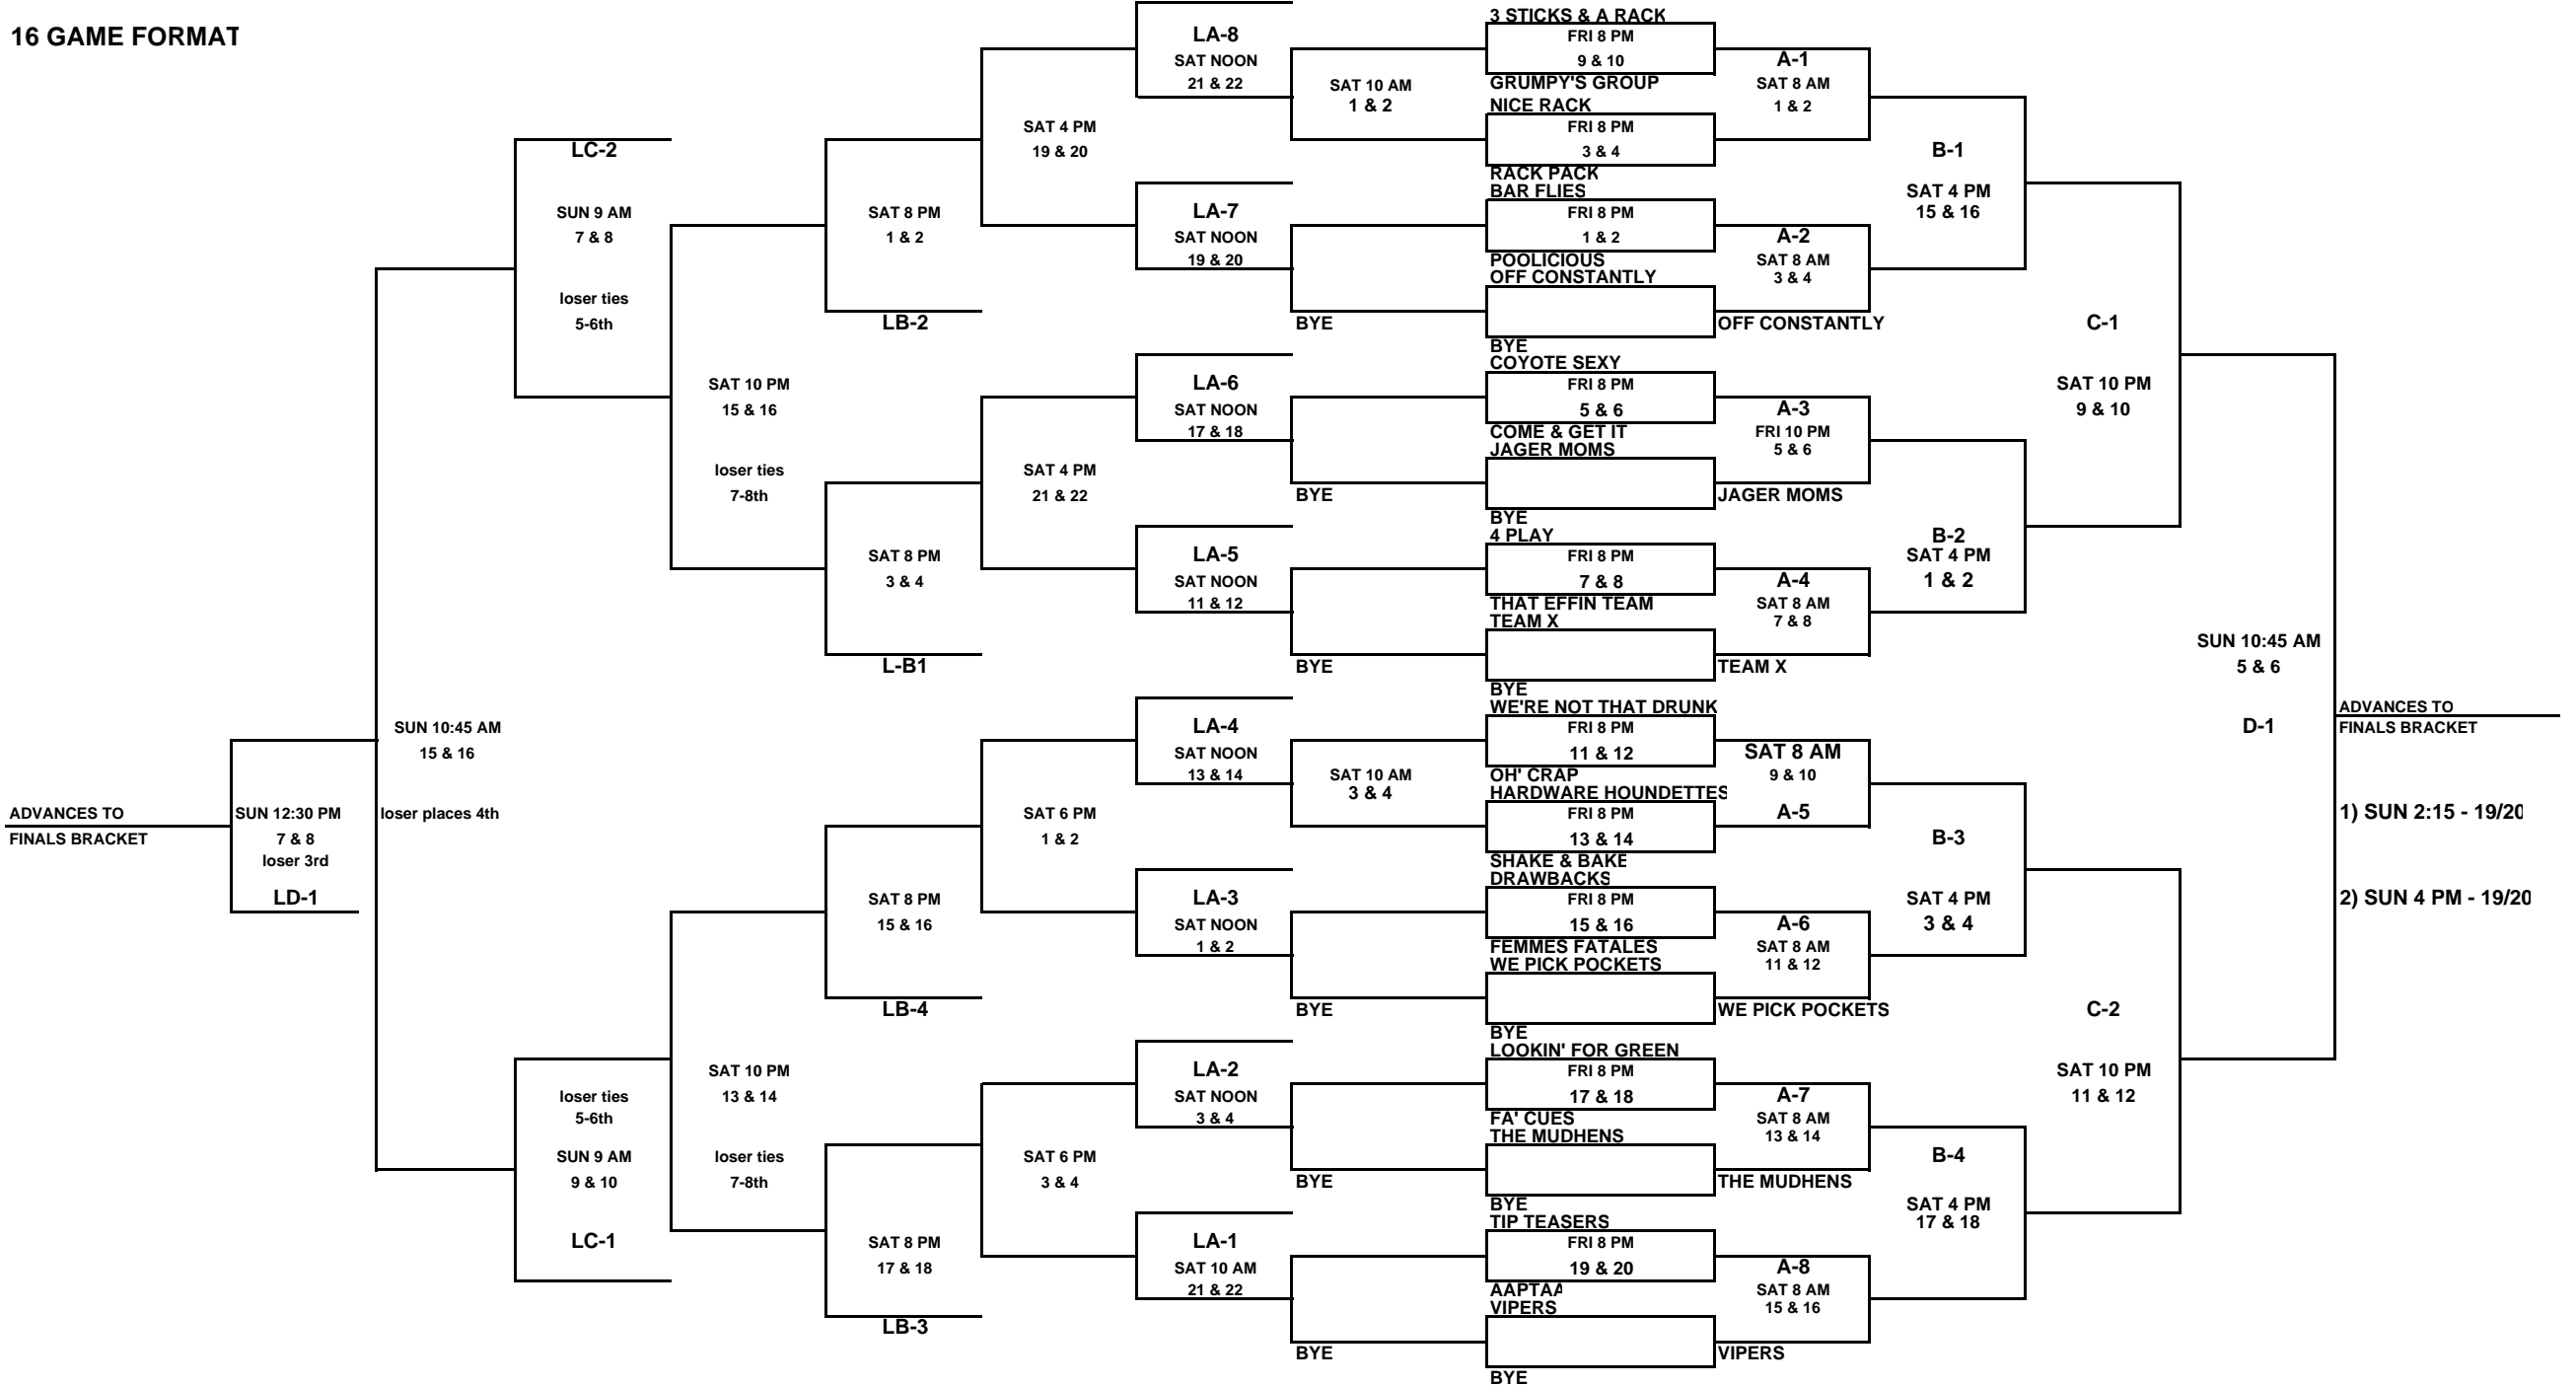 16 GAME FORMAT
ADVANCES TO
FINALS BRACKET
SUN 12:30 PM
7 & 8
loser 3rd
LD-1
SUN 10:45 AM
15 & 16
loser places 4th
LC-2
SUN 9 AM
7 & 8
loser ties
5-6th
loser ties
5-6th
SUN 9 AM
9 & 10
LC-1
SAT 10 PM
15 & 16
loser ties
7-8th
SAT 10 PM
13 & 14
loser ties
7-8th
SAT 8 PM
1 & 2
LB-2
SAT 8 PM
3 & 4
L-B1
SAT 8 PM
15 & 16
LB-4
SAT 8 PM
17 & 18
LB-3
SAT 4 PM
19 & 20
SAT 4 PM
21 & 22
SAT 6 PM
1 & 2
SAT 6 PM
3 & 4
LA-8
SAT NOON
21 & 22
LA-7
SAT NOON
19 & 20
LA-6
SAT NOON
17 & 18
LA-5
SAT NOON
11 & 12
LA-4
SAT NOON
13 & 14
LA-3
SAT NOON
1 & 2
LA-2
SAT NOON
3 & 4
LA-1
SAT 10 AM
21 & 22
SAT 10 AM
1 & 2
BYE
BYE
BYE
SAT 10 AM
3 & 4
BYE
BYE
BYE
3 STICKS & A RACK
FRI 8 PM
9 & 10
GRUMPY'S GROUP
NICE RACK
FRI 8 PM
3 & 4
RACK PACK
BAR FLIES
FRI 8 PM
1 & 2
POOLICIOUS
OFF CONSTANTLY
BYE
COYOTE SEXY
FRI 8 PM
5 & 6
COME & GET IT
JAGER MOMS
BYE
4 PLAY
FRI 8 PM
7 & 8
THAT EFFIN TEAM
TEAM X
BYE
WE'RE NOT THAT DRUNK
FRI 8 PM
11 & 12
OH' CRAP
HARDWARE HOUNDETTES
FRI 8 PM
13 & 14
SHAKE & BAKE
DRAWBACKS
FRI 8 PM
15 & 16
FEMMES FATALES
WE PICK POCKETS
BYE
LOOKIN' FOR GREEN
FRI 8 PM
17 & 18
FA' CUES
THE MUDHENS
BYE
TIP TEASERS
FRI 8 PM
19 & 20
AAPTAA
VIPERS
BYE
A-1
SAT 8 AM
1 & 2
A-2
SAT 8 AM
3 & 4
OFF CONSTANTLY
A-3
FRI 10 PM
5 & 6
JAGER MOMS
A-4
SAT 8 AM
7 & 8
TEAM X
SAT 8 AM
9 & 10
A-5
A-6
SAT 8 AM
11 & 12
WE PICK POCKETS
A-7
SAT 8 AM
13 & 14
THE MUDHENS
A-8
SAT 8 AM
15 & 16
VIPERS
B-1
SAT 4 PM
15 & 16
B-2
SAT 4 PM
1 & 2
B-3
SAT 4 PM
3 & 4
B-4
SAT 4 PM
17 & 18
C-1
SAT 10 PM
9 & 10
C-2
SAT 10 PM
11 & 12
SUN 10:45 AM
5 & 6
D-1
ADVANCES TO
FINALS BRACKET
1) SUN 2:15 - 19/20
2) SUN 4 PM - 19/20